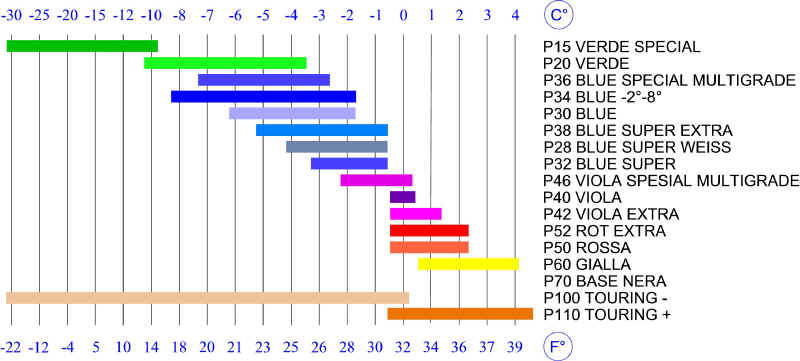 -30 -25 -20 -15 -10 -8 -7 -6 -5 -4 -3 -2 -1 0 1 2 3 4 C°
P15 VERDE SPECIAL
P20 VERDE
P36 BLUE SPECIAL MULTIGRADE
P34 BLUE -2°-8°
P30 BLUE
P38 BLUE SUPER EXTRA
P28 BLUE SUPER WEISS
P32 BLUE SUPER
P46 VIOLA SPESIAL MULTIGRADE
P40 VIOLA
P42 VIOLA EXTRA
P52 ROT EXTRA
P50 ROSSA
P60 GIALLA
P70 BASE NERA
P100 TOURING -
P110 TOURING +
-22 -12 -4 5 10 14 18 20 21 23 25 26 28 30 32 34 36 37 39 F°